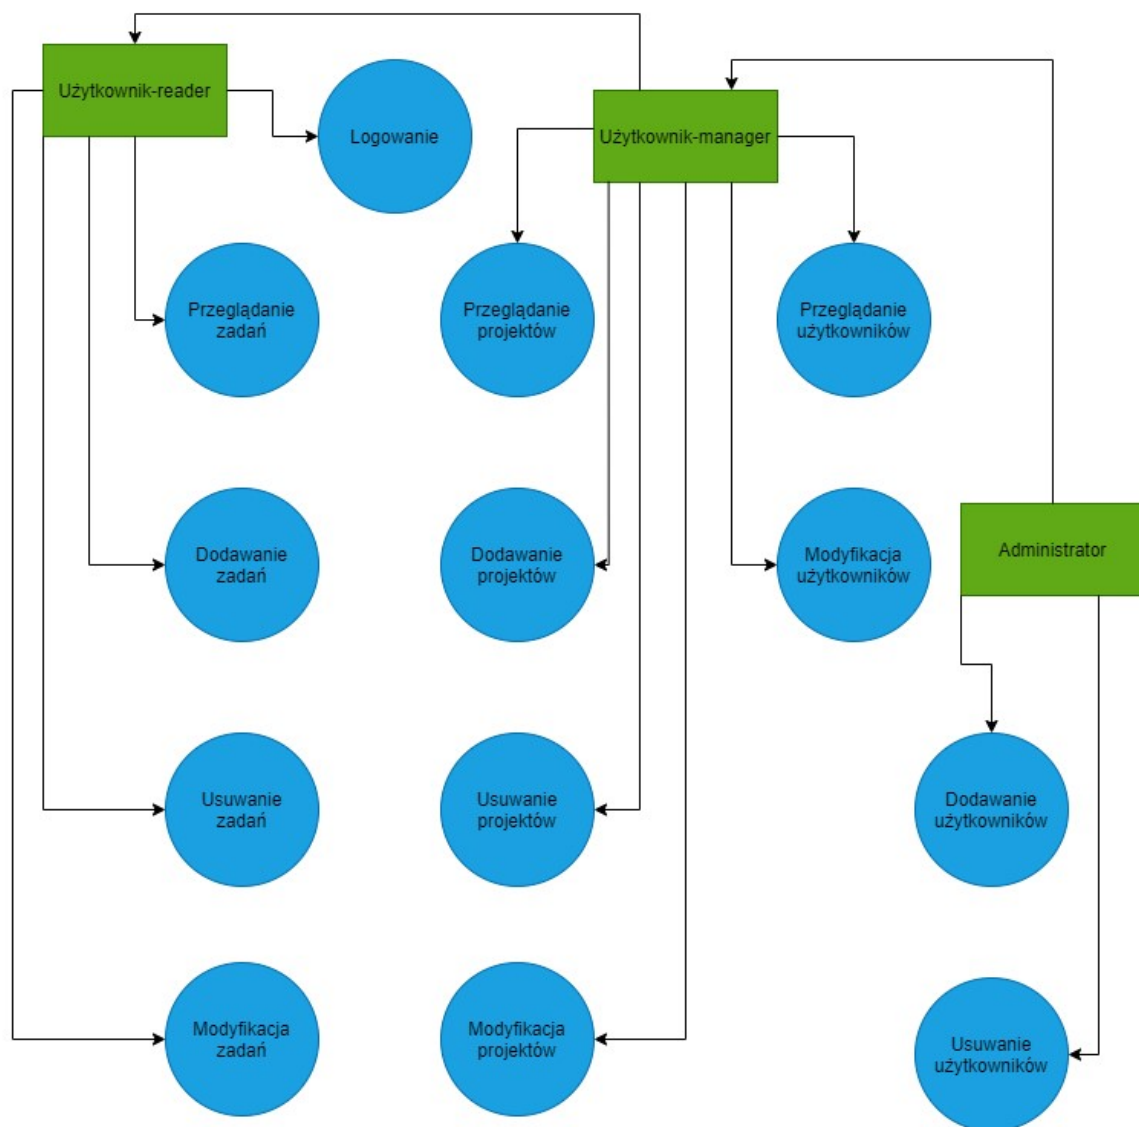 Użytkownik-reader
Logowanie
Użytkownik-manager
Przeglądanie
zadań
Przeglądanie
projektów
Przeglądanie
użytkowników
Dodawanie
zadań
Dodawanie
projektów
Modyfikacja
użytkowników
Administrator
Usuwanie
zadań
Usuwanie
projektów
Dodawanie
użytkowników
Modyfikacja
zadań
Modyfikacja
projektów
Usuwanie
użytkowników